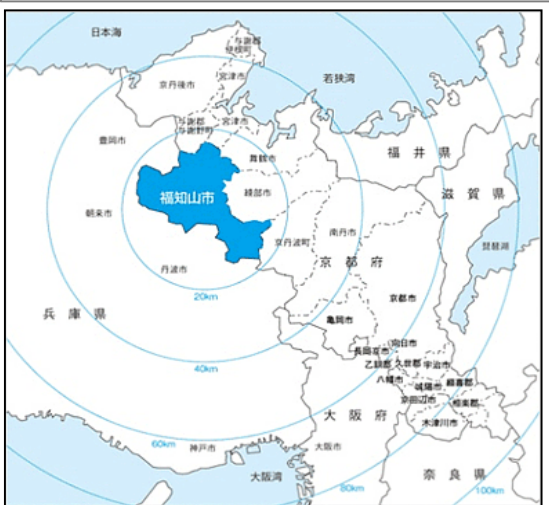 日本海
与謝郡
伊根町
宮津市
京丹後市
若狭湾
与謝郡
与謝野町
宮津市
豊岡市
舞鶴市
福井県
福知山市
綾部市
滋賀県
朝来市
京丹波町
南丹市
琵琶湖
丹波市
京都府
20km
京都市
兵庫県
亀岡市
向日市
長岡京市
乙訓郡
久世郡
宇治市
40km
八幡市
城陽市
綴喜郡
京田辺市
相楽郡
大阪府
木津川市
60km
神戸市
大阪市
大阪湾
奈良県
80km
100km